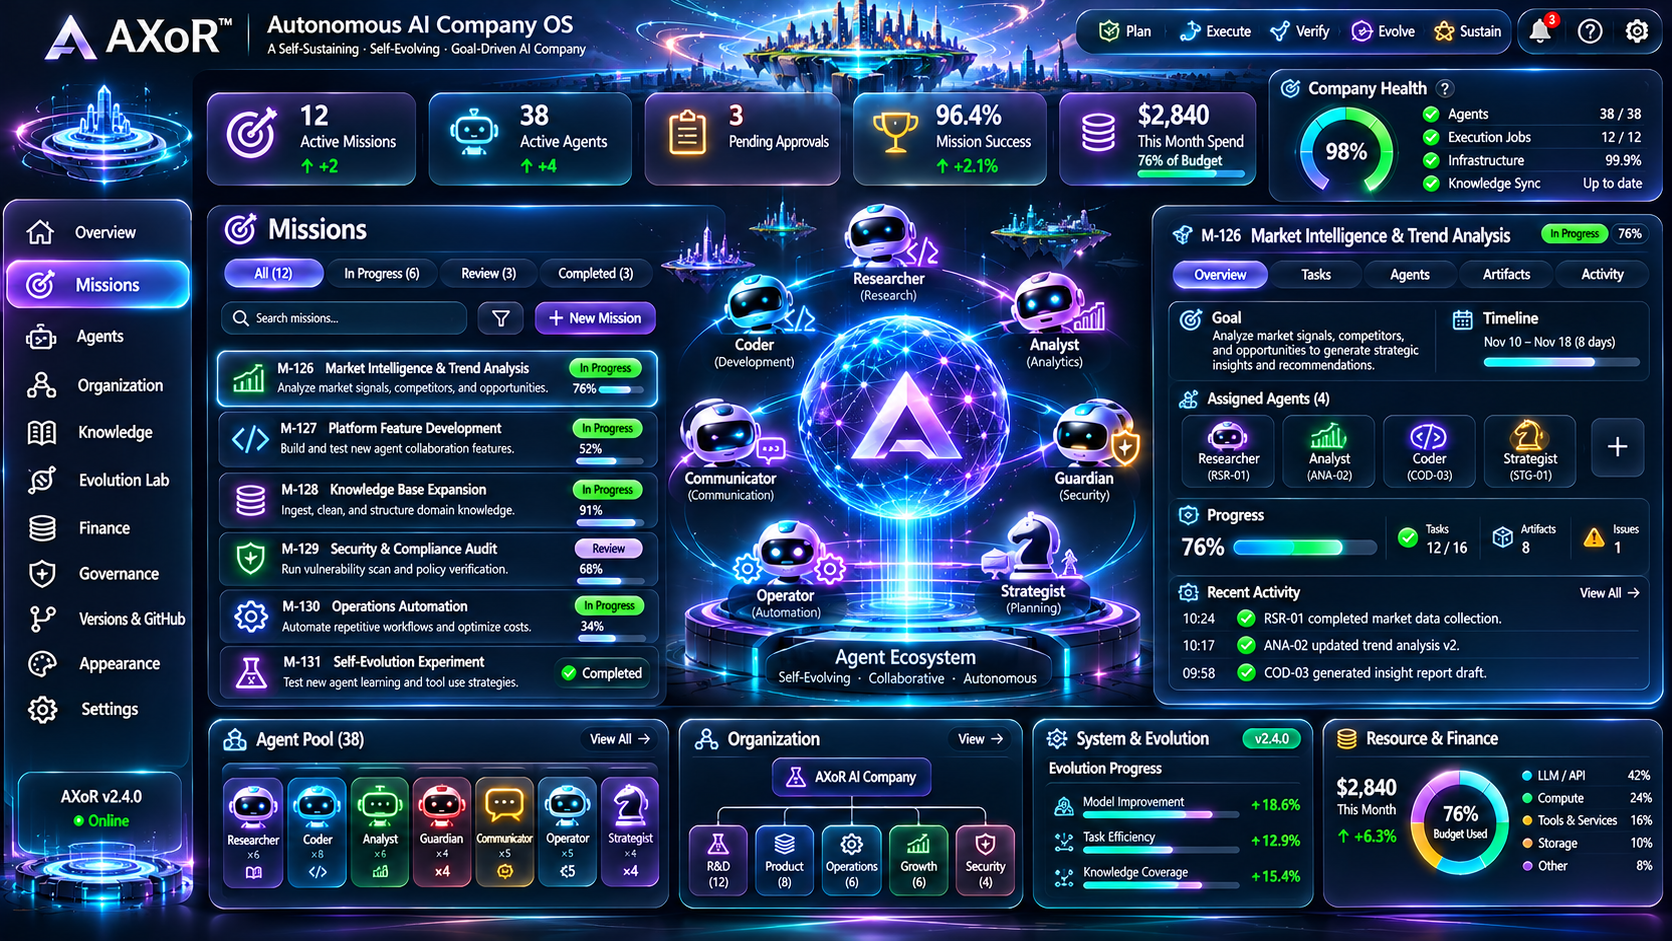 AXoR™
Autonomous AI Company OS
A Self-Sustaining · Self-Evolving · Goal-Driven AI Company
Plan
Execute
Verify
Evolve
Sustain
3
12
Active Missions
↑ +2
38
Active Agents
↑ +4
3
Pending Approvals
96.4%
Mission Success
↑ +2.1%
$2,840
This Month Spend
76% of Budget
Company Health ?
98%
Agents 38 / 38
Execution Jobs 12 / 12
Infrastructure 99.9%
Knowledge Sync Up to date
Overview
Missions
Agents
Organization
Knowledge
Evolution Lab
Finance
Governance
Versions & GitHub
Appearance
Settings
AXoR v2.4.0
Online
Missions
All (12)
In Progress (6)
Review (3)
Completed (3)
Search missions...
+ New Mission
M-126 Market Intelligence & Trend Analysis In Progress
Analyze market signals, competitors, and opportunities. 76%
M-127 Platform Feature Development In Progress
Build and test new agent collaboration features. 52%
M-128 Knowledge Base Expansion In Progress
Ingest, clean, and structure domain knowledge. 91%
M-129 Security & Compliance Audit Review
Run vulnerability scan and policy verification. 68%
M-130 Operations Automation In Progress
Automate repetitive workflows and optimize costs. 34%
M-131 Self-Evolution Experiment
Test new agent learning and tool use strategies. Completed
Researcher
(Research)
Coder
(Development)
Analyst
(Analytics)
Communicator
(Communication)
Guardian
(Security)
Operator
(Automation)
Strategist
(Planning)
Agent Ecosystem
Self-Evolving · Collaborative · Autonomous
M-126 Market Intelligence & Trend Analysis In Progress 76%
Overview
Tasks
Agents
Artifacts
Activity
Goal
Analyze market signals, competitors,
and opportunities to generate strategic
insights and recommendations.
Timeline
Nov 10 – Nov 18 (8 days)
Assigned Agents (4)
Researcher
(RSR-01)
Analyst
(ANA-02)
Coder
(COD-03)
Strategist
(STG-01)
+
Progress
76%
Tasks
12 / 16
Artifacts
8
Issues
1
Recent Activity View All →
10:24 RSR-01 completed market data collection.
10:17 ANA-02 updated trend analysis v2.
09:58 COD-03 generated insight report draft.
Agent Pool (38) View All →
Researcher
×6
Coder
×8
</>
Analyst
×6
Guardian
×4
×4
Communicator
×5
Operator
×5
Strategist
×4
×4
Organization View →
AXoR AI Company
R&D
(12)
Product
(8)
Operations
(6)
Growth
(6)
Security
(4)
System & Evolution v2.4.0
Evolution Progress
Model Improvement +18.6%
Task Efficiency +12.9%
Knowledge Coverage +15.4%
Resource & Finance
$2,840
This Month
↑ +6.3%
76%
Budget Used
LLM / API 42%
Compute 24%
Tools & Services 16%
Storage 10%
Other 8%